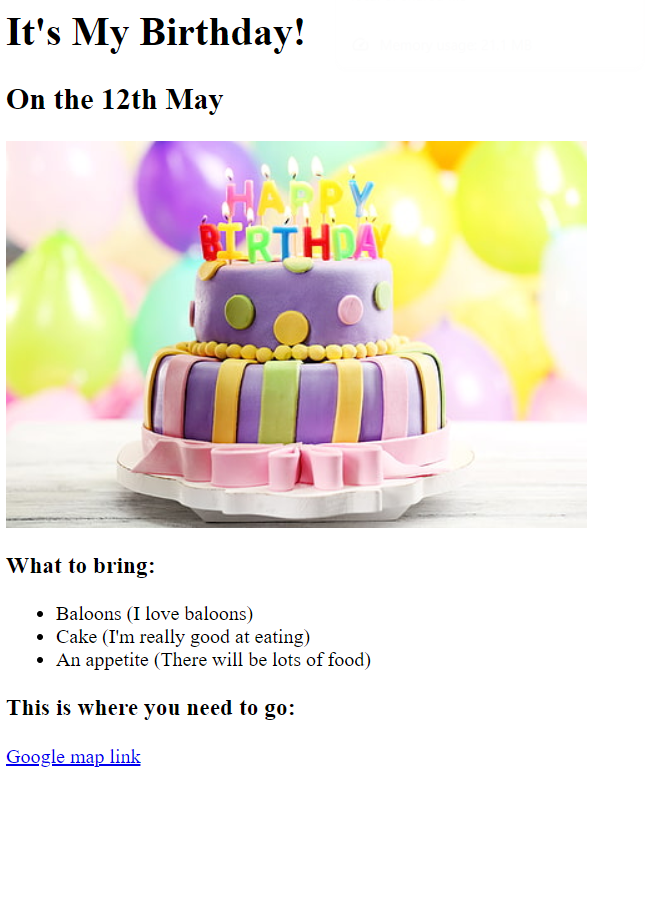 It's My Birthday!
On the 12th May
HAPPY
BIRTHDAY
What to bring:
Baloons (I love baloons)
Cake (I'm really good at eating)
An appetite (There will be lots of food)
This is where you need to go:
Google map link